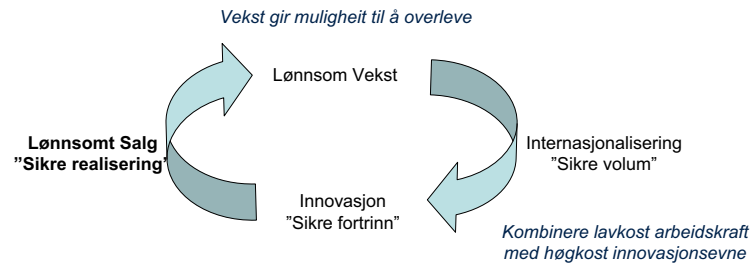 Vekst gir muligheit til å overleve
Lønnsom Vekst
Lønnsomt Salg
”Sikre realisering”
Internasjonalisering
”Sikre volum”
Innovasjon
”Sikre fortrinn”
Kombinere lavkost arbeidskraft
med høgkost innovasjonsevne